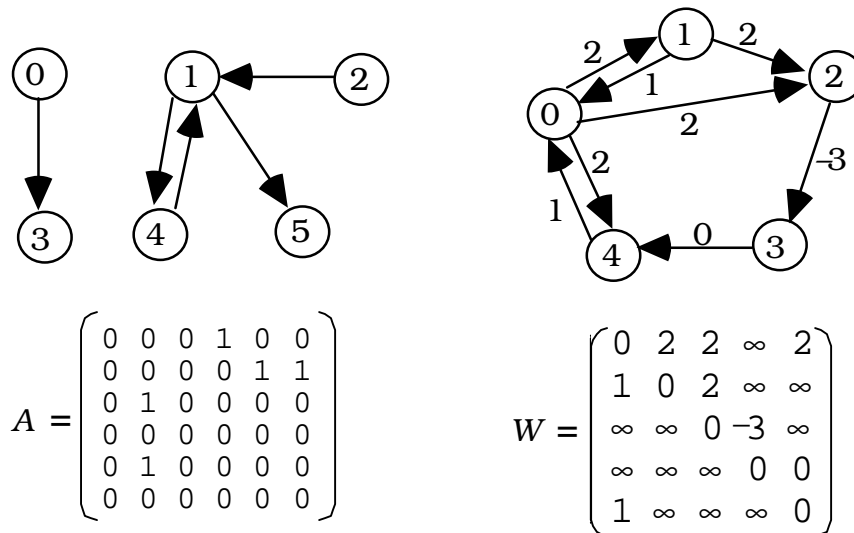 0 1 2
3 4 5
1 2
0
4 3
2 2
1
2
2 –3
1
0
A =
0 0 0 1 0 0
0 0 0 0 1 1
0 1 0 0 0 0
0 0 0 0 0 0
0 1 0 0 0 0
0 0 0 0 0 0
W =
0 2 2 ∞ 2
1 0 2 ∞ ∞
∞ ∞ 0 –3 ∞
∞ ∞ ∞ 0 0
1 ∞ ∞ ∞ 0